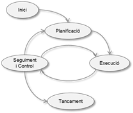 Inici
Planificació
Seguiment
i Control
Execució
Tancament